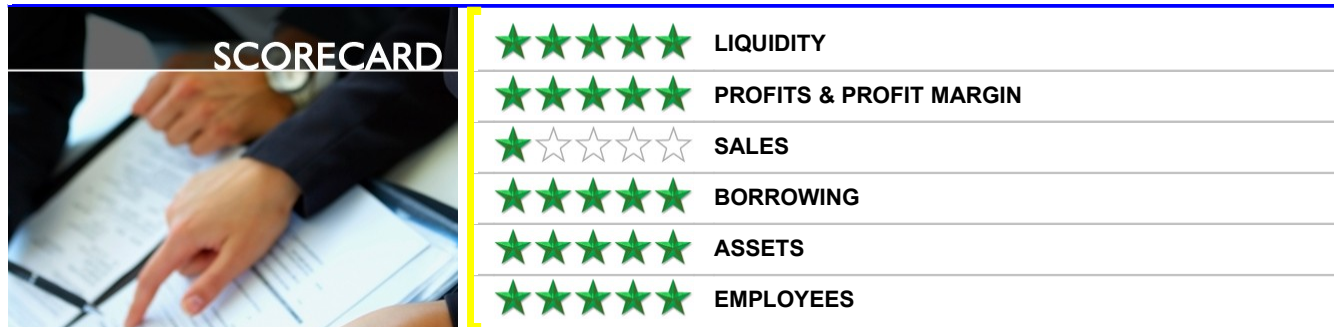 SCORECARD
LIQUIDITY
PROFITS & PROFIT MARGIN
SALES
BORROWING
ASSETS
EMPLOYEES